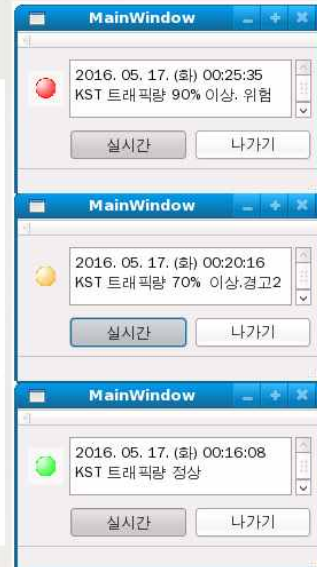 MainWindow
2016. 05. 17. (화) 00:25:35
KST 트래픽량 90% 이상. 위험
실시간 나가기
MainWindow
2016. 05. 17. (화) 00:20:16
KST 트래픽량 70% 이상.경고2
실시간 나가기
MainWindow
2016. 05. 17. (화) 00:16:08
KST 트래픽량 정상
실시간 나가기